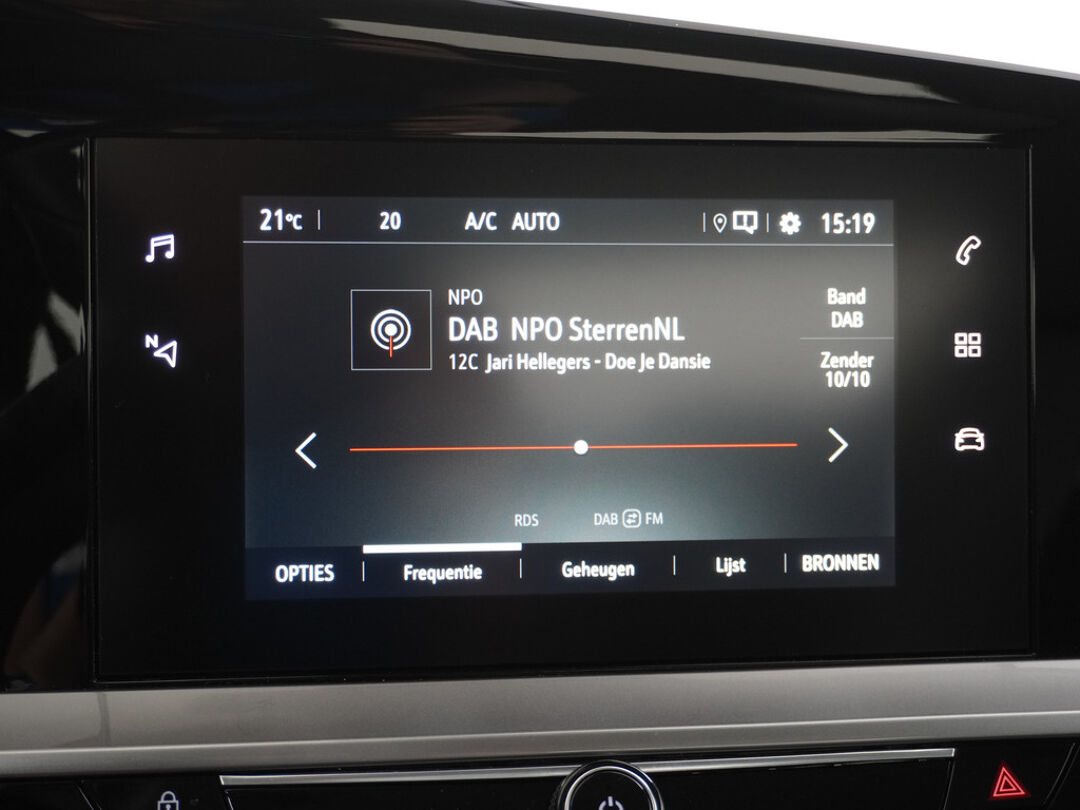 21°C 20 A/C AUTO 15:19
N
NPO
DAB NPO SterrenNL
12C Jari Hellegers - Doe Je Dansie
Band
DAB
Zender
10/10
RDS DAB FM
OPTIES Frequentie Geheugen Lijst BRONNEN